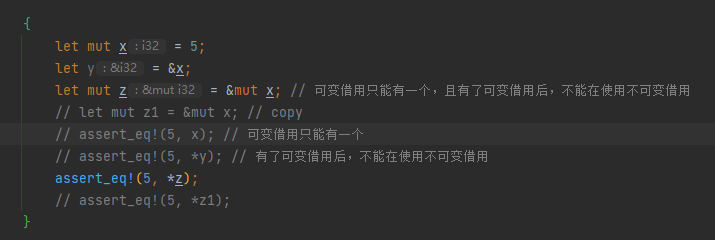 {
let mut x : i32 = 5;
let y : &i32 = &x;
let mut z : &mut i32 = &mut x; // 可变借用只能有一个，且有了可变借用后，不能在使用不可变借用
// let mut z1 = &mut x; // copy
// assert_eq!(5, x); // 可变借用只能有一个
// assert_eq!(5, *y); // 有了可变借用后，不能在使用不可变借用
assert_eq!(5, *z);
// assert_eq!(5, *z1);
}